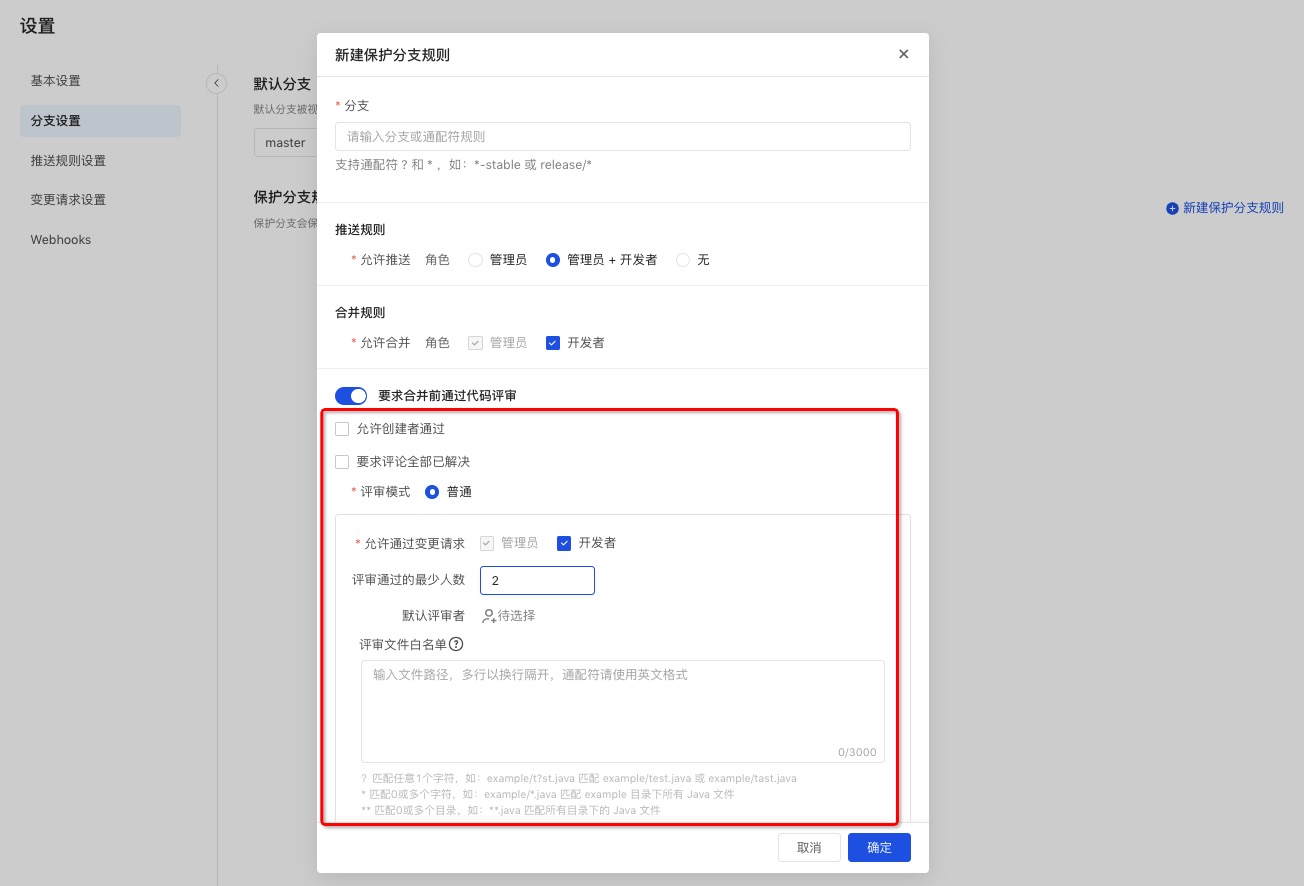 设置
基本设置
分支设置
推送规则设置
变更请求设置
Webhooks
默认分支
默认分支被视
master
保护分支规
保护分支会保
新建保护分支规则
新建保护分支规则
* 分支
请输入分支或通配符规则
支持通配符 ? 和 * ，如：*-stable 或 release/*
推送规则
* 允许推送 角色 管理员 管理员 + 开发者 无
合并规则
* 允许合并 角色 管理员 开发者
要求合并前通过代码评审
允许创建者通过
要求评论全部已解决
* 评审模式 普通
* 允许通过变更请求 管理员 开发者
评审通过的最少人数 2
默认评审者 待选择
评审文件白名单?
输入文件路径，多行以换行隔开，通配符请使用英文格式
0/3000
? 匹配任意1个字符，如：example/t?st.java 匹配 example/test.java 或 example/tast.java
* 匹配0或多个字符，如：example/*.java 匹配 example 目录下所有 Java 文件
** 匹配0或多个目录，如：**.java 匹配所有目录下的 Java 文件
取消 确定